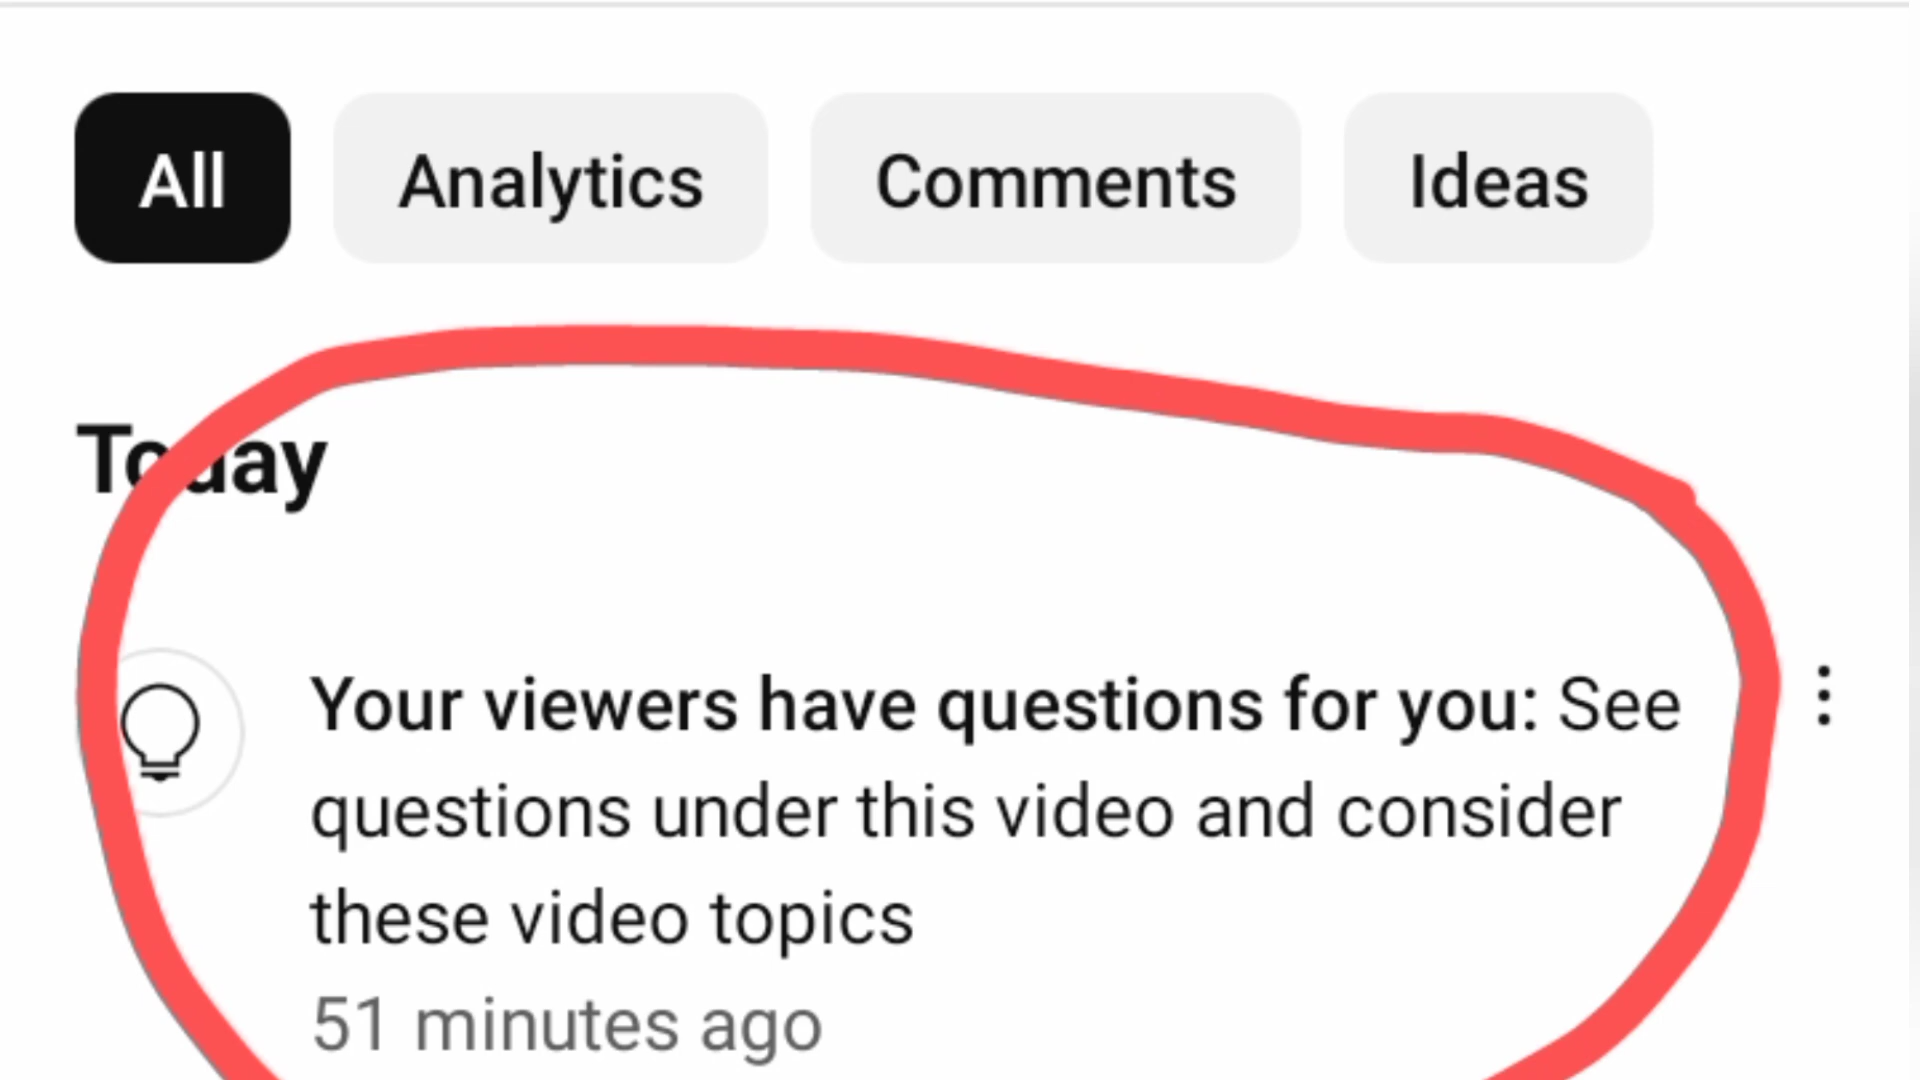 All Analytics Comments Ideas
Today
Your viewers have questions for you: See
questions under this video and consider
these video topics
51 minutes ago